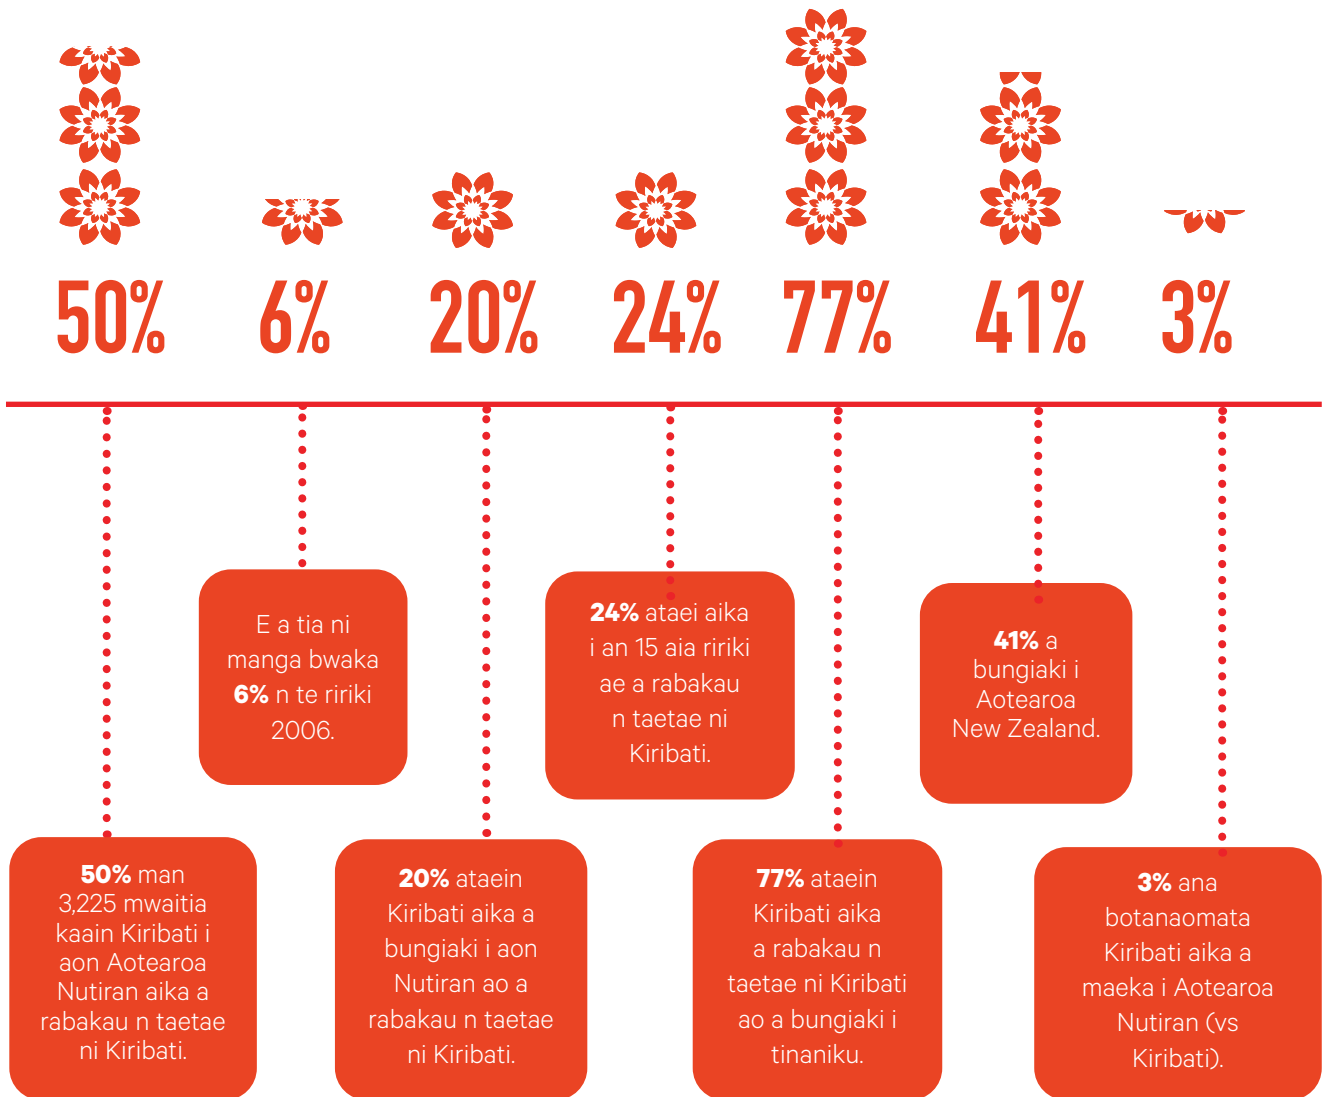 50%
6%
20%
24%
77%
41%
3%
E a tia ni
manga bwaka
6% n te ririki
2006.
24% ataei aika
i an 15 aia ririki
ae a rabakau
n taetae ni
Kiribati.
41% a
bungiaki i
Aotearoa
New Zealand.
50% man
3,225 mwaitia
kaain Kiribati i
aon Aotearoa
Nutiran aika a
rabakau n taetae
ni Kiribati.
20% ataein
Kiribati aika a
bungiaki i aon
Nutiran ao a
rabakau n taetae
ni Kiribati.
77% ataein
Kiribati aika
a rabakau n
taetae ni Kiribati
ao a bungiaki i
tinaniku.
3% ana
botanaomata
Kiribati aika a
maeka i Aotearoa
Nutiran (vs
Kiribati).